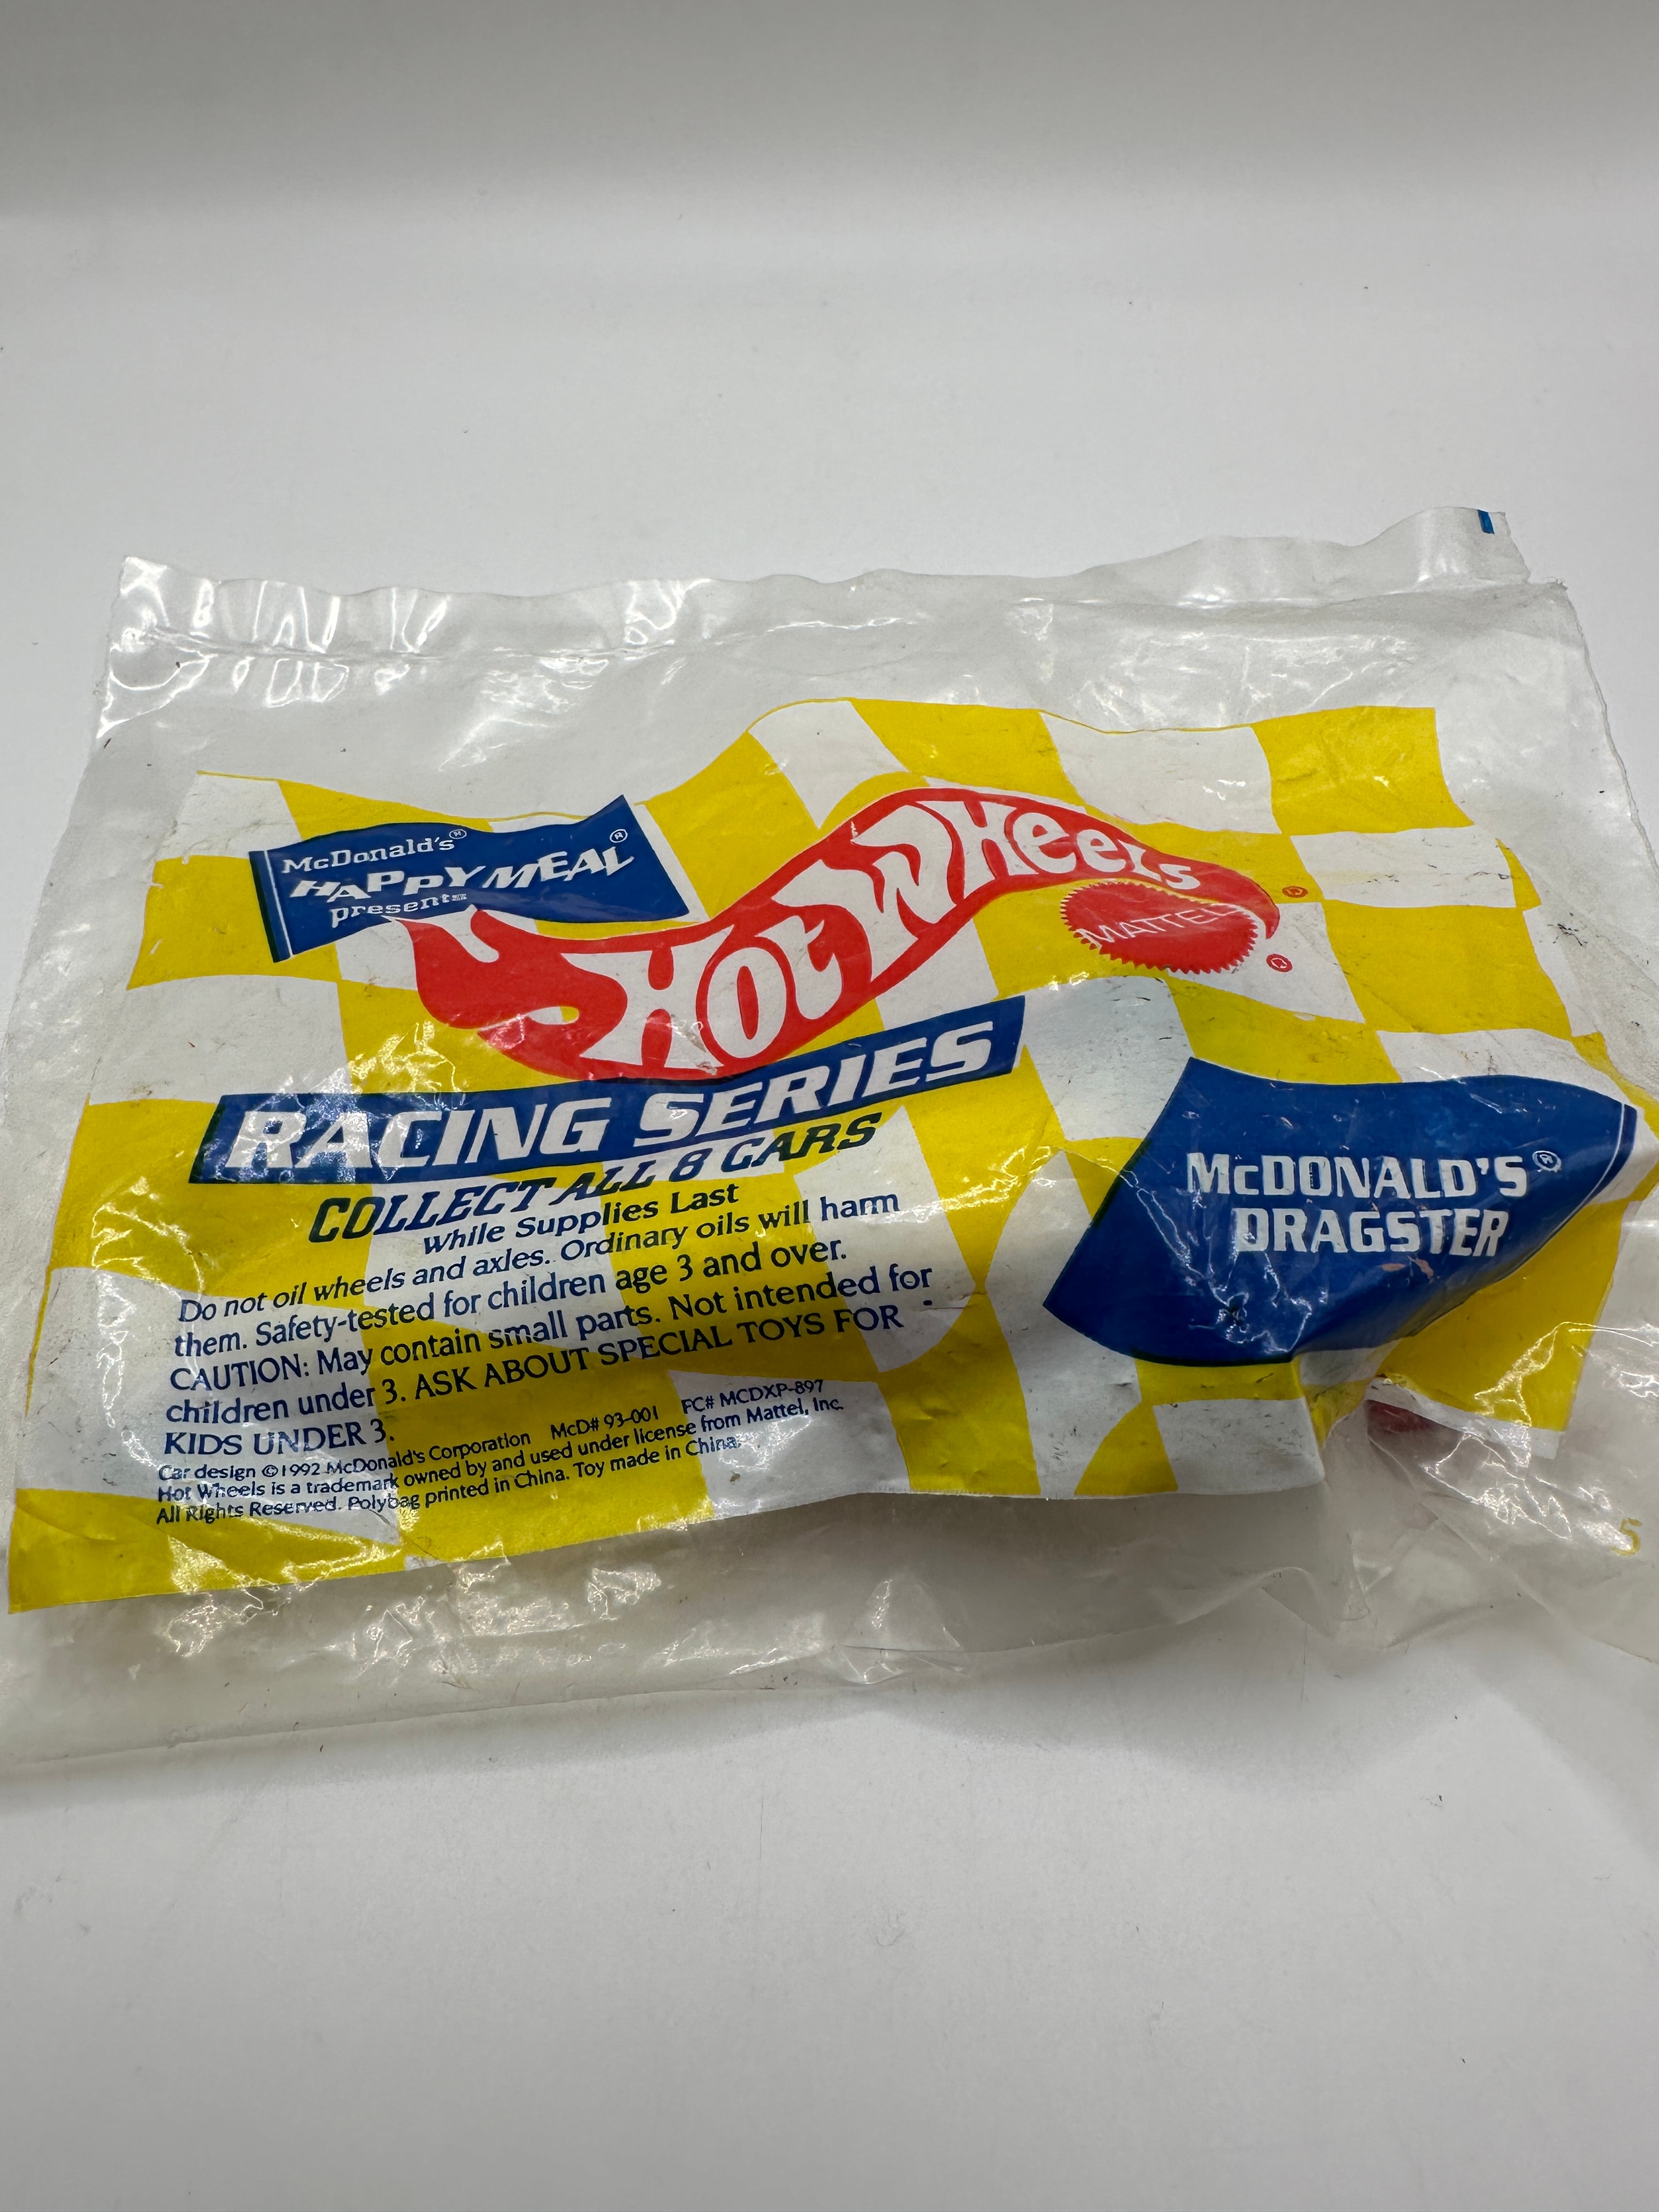 McDonald's®
HAPPY MEAL®
presents
Hot Wheels®
MATTEL®
RACING SERIES
COLLECT ALL 8 CARS
While Supplies Last
Do not oil wheels and axles. Ordinary oils will harm
them. Safety-tested for children age 3 and over.
CAUTION: May contain small parts. Not intended for
children under 3. ASK ABOUT SPECIAL TOYS FOR
KIDS UNDER 3.
McD# 93-001 FC# MCDXP-897
Car design ©1992 McDonald's Corporation
Hot Wheels is a trademark owned by and used under license from Mattel, Inc.
All Rights Reserved. Polybag printed in China. Toy made in China.
McDONALD'S®
DRAGSTER
5